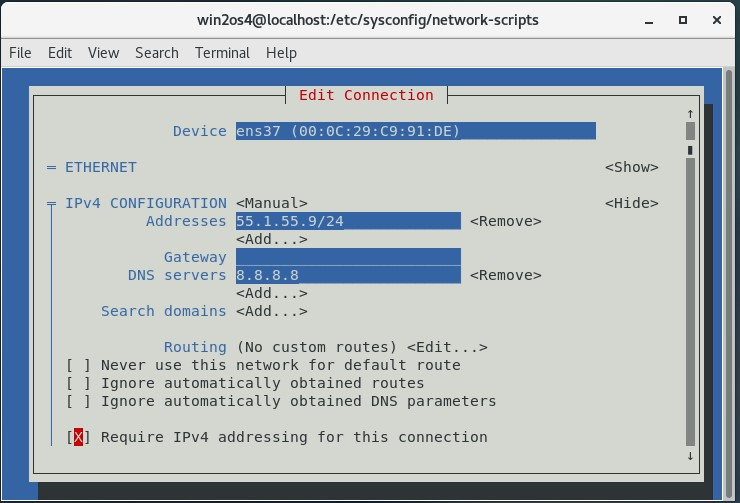 win2os4@localhost:/etc/sysconfig/network-scripts
File Edit View Search Terminal Help
Edit Connection
Device ens37 (00:0C:29:C9:91:DE)
= ETHERNET <Show>
= IPv4 CONFIGURATION <Manual> <Hide>
Addresses 55.1.55.9/24 <Remove>
<Add...>
Gateway
DNS servers 8.8.8.8 <Remove>
<Add...>
Search domains <Add...>
Routing (No custom routes) <Edit...>
[ ] Never use this network for default route
[ ] Ignore automatically obtained routes
[ ] Ignore automatically obtained DNS parameters
[X] Require IPv4 addressing for this connection